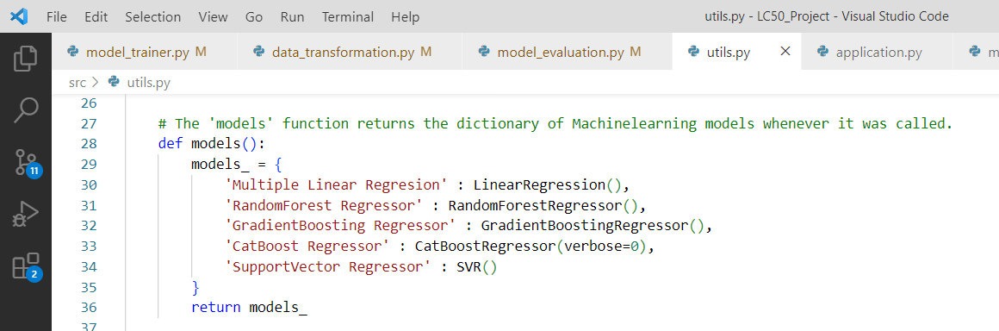 File Edit Selection View Go Run Terminal Help utils.py - LC50_Project - Visual Studio Code
model_trainer.py M data_transformation.py M model_evaluation.py M utils.py application.py m
src > utils.py
26
27 # The 'models' function returns the dictionary of Machinelearning models whenever it was called.
28 def models():
29 models_ = {
30 'Multiple Linear Regresion' : LinearRegression(),
31 'RandomForest Regressor' : RandomForestRegressor(),
32 'GradientBoosting Regressor' : GradientBoostingRegressor(),
33 'CatBoost Regressor' : CatBoostRegressor(verbose=0),
34 'SupportVector Regressor' : SVR()
35 }
36 return models_
37
11
2